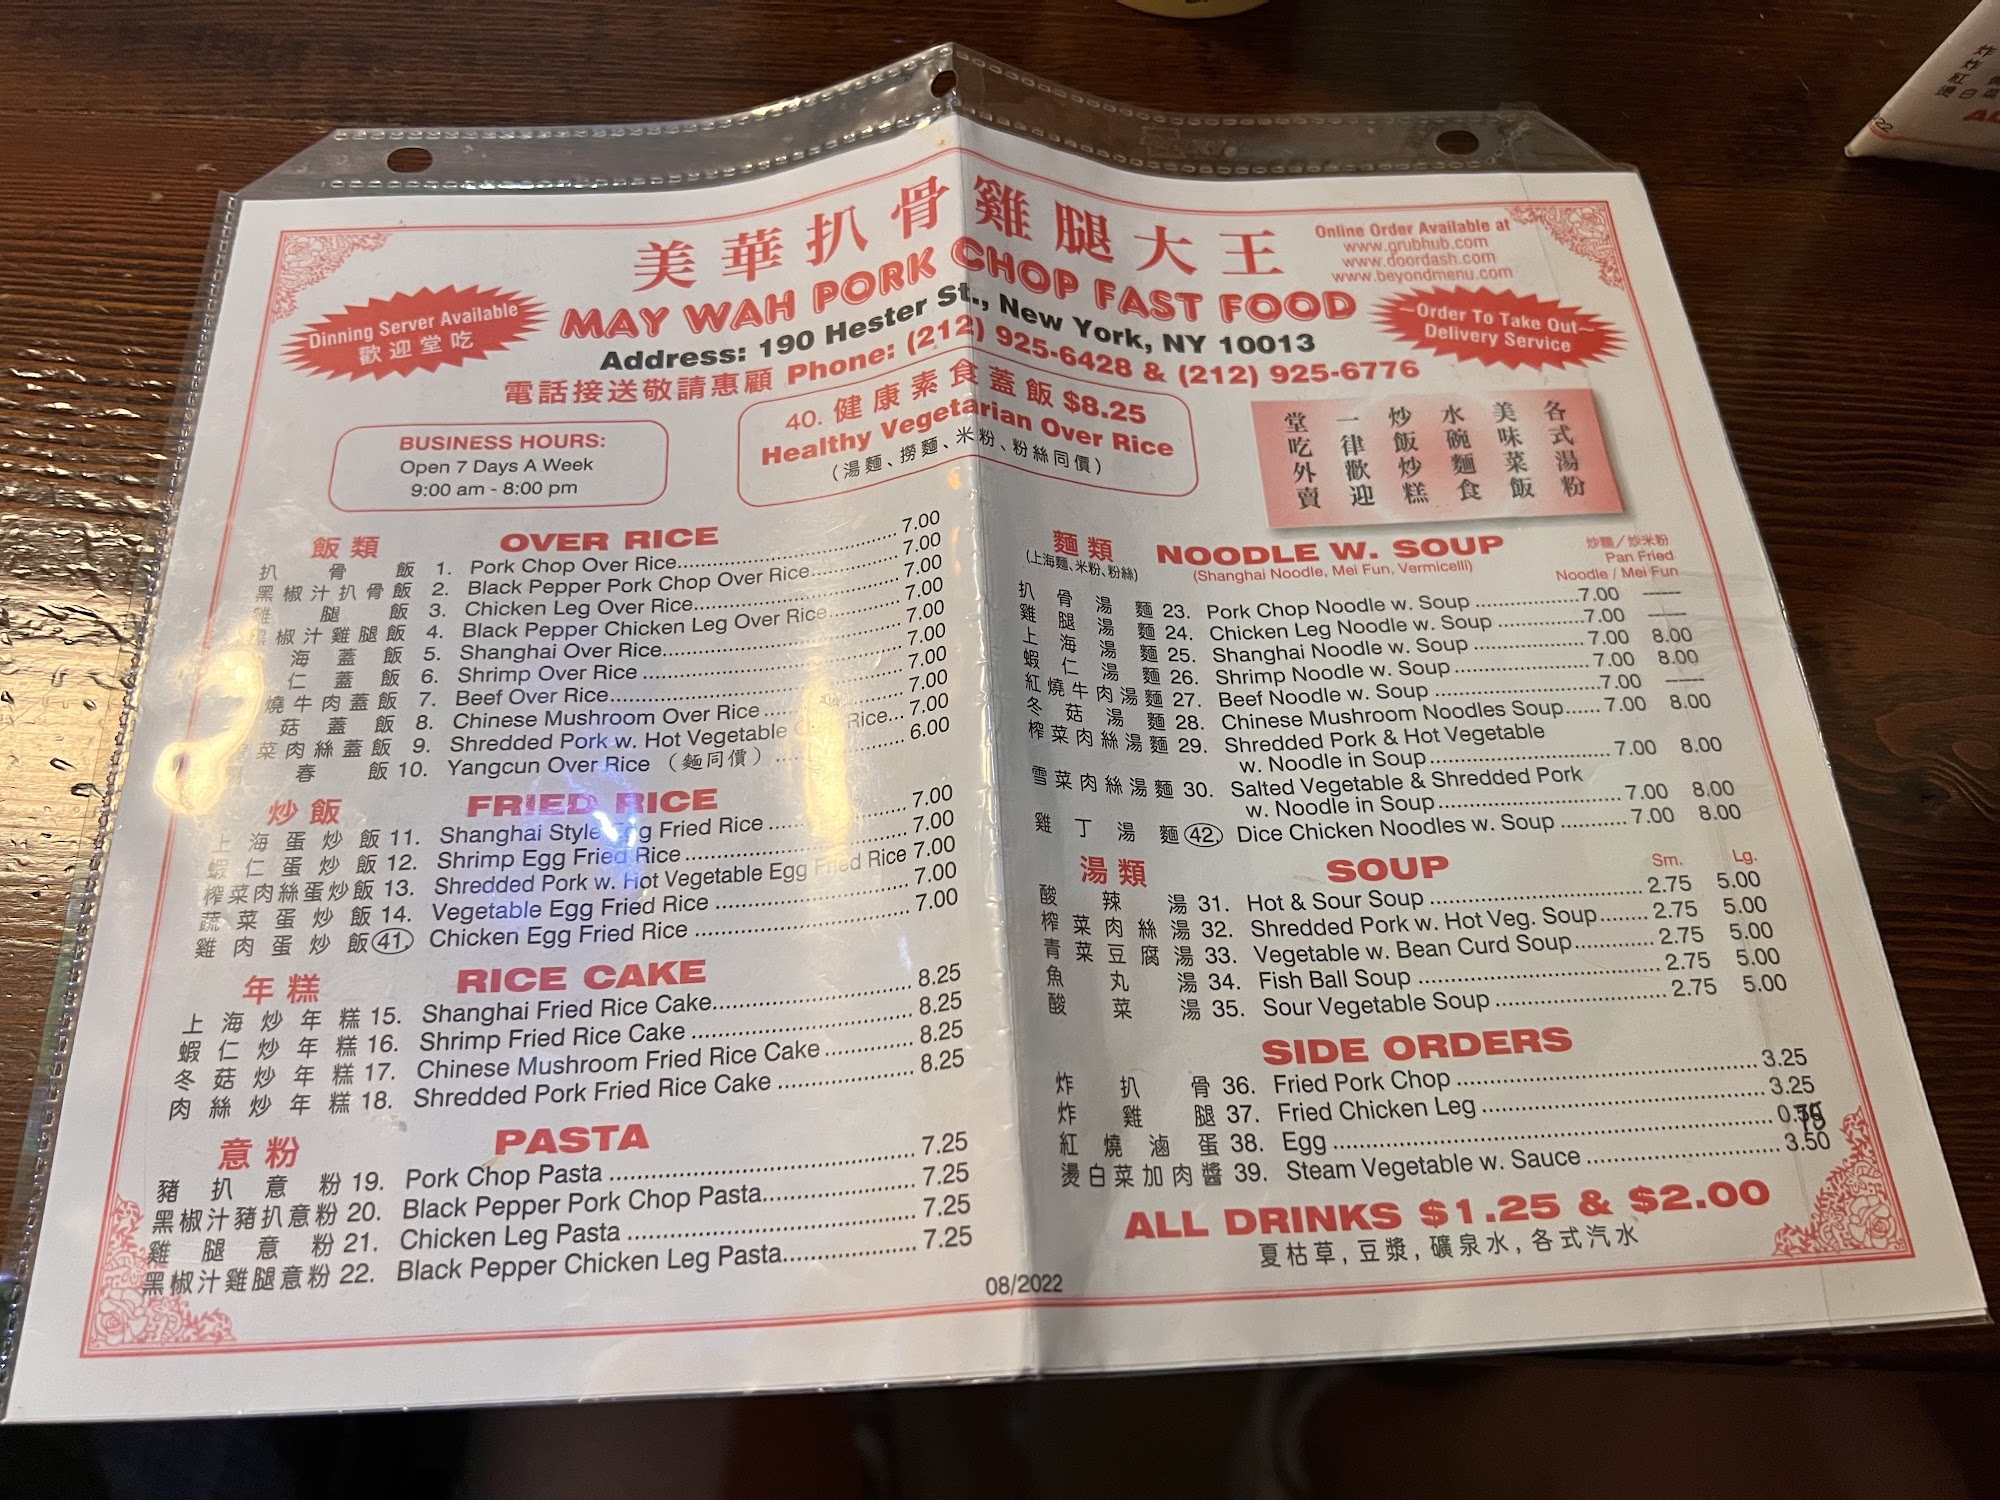 美華扒骨雞腿大王
MAY WAH PORK CHOP FAST FOOD
Address: 190 Hester St., New York, NY 10013
電話接送敬請惠顧 Phone: (212) 925-6428 & (212) 925-6776
Online Order Available at
www.grubhub.com
www.doordash.com
www.beyondmenu.com
Dinning Server Available
歡迎堂吃
~Order To Take Out~
Delivery Service
BUSINESS HOURS:
Open 7 Days A Week
9:00 am - 8:00 pm
40. 健康素食蓋飯 $8.25
Healthy Vegetarian Over Rice
(湯麵、撈麵、米粉、粉絲同價)
各式湯粉
美味菜飯
水碗麵食
炒飯炒糕
一律歡迎
堂吃外賣
飯類 OVER RICE
扒骨飯 1. Pork Chop Over Rice 7.00
黑椒汁扒骨飯 2. Black Pepper Pork Chop Over Rice 7.00
雞腿飯 3. Chicken Leg Over Rice 7.00
黑椒汁雞腿飯 4. Black Pepper Chicken Leg Over Rice 7.00
海蓋飯 5. Shanghai Over Rice 7.00
仁蓋飯 6. Shrimp Over Rice 7.00
燒牛肉蓋飯 7. Beef Over Rice 7.00
菇蓋飯 8. Chinese Mushroom Over Rice 7.00
菜肉絲蓋飯 9. Shredded Pork w. Hot Vegetable Over Rice 7.00
春飯 10. Yangcun Over Rice (麵同價) 6.00
炒飯 FRIED RICE
上海蛋炒飯 11. Shanghai Style Egg Fried Rice 7.00
蝦仁蛋炒飯 12. Shrimp Egg Fried Rice 7.00
榨菜肉絲蛋炒飯 13. Shredded Pork w. Hot Vegetable Egg Fried Rice 7.00
蔬菜蛋炒飯 14. Vegetable Egg Fried Rice 7.00
雞肉蛋炒飯 41. Chicken Egg Fried Rice 7.00
年糕 RICE CAKE
上海炒年糕 15. Shanghai Fried Rice Cake 8.25
蝦仁炒年糕 16. Shrimp Fried Rice Cake 8.25
冬菇炒年糕 17. Chinese Mushroom Fried Rice Cake 8.25
肉絲炒年糕 18. Shredded Pork Fried Rice Cake 8.25
意粉 PASTA
豬扒意粉 19. Pork Chop Pasta 7.25
黑椒汁豬扒意粉 20. Black Pepper Pork Chop Pasta 7.25
雞腿意粉 21. Chicken Leg Pasta 7.25
黑椒汁雞腿意粉 22. Black Pepper Chicken Leg Pasta 7.25
麵類 NOODLE W. SOUP
(上海麵、米粉、粉絲) (Shanghai Noodle, Mei Fun, Vermicelli)
炒麵/炒米粉
Pan Fried
Noodle / Mei Fun
扒骨湯麵 23. Pork Chop Noodle w. Soup 7.00 -----
雞腿湯麵 24. Chicken Leg Noodle w. Soup 7.00 -----
上海湯麵 25. Shanghai Noodle w. Soup 7.00 8.00
蝦仁湯麵 26. Shrimp Noodle w. Soup 7.00 8.00
紅燒牛肉湯麵 27. Beef Noodle w. Soup 7.00 -----
冬菇湯麵 28. Chinese Mushroom Noodles Soup 7.00 8.00
榨菜肉絲湯麵 29. Shredded Pork & Hot Vegetable
w. Noodle in Soup 7.00 8.00
雪菜肉絲湯麵 30. Salted Vegetable & Shredded Pork
w. Noodle in Soup 7.00 8.00
雞丁湯麵 42. Dice Chicken Noodles w. Soup 7.00 8.00
湯類 SOUP Sm. Lg.
酸辣湯 31. Hot & Sour Soup 2.75 5.00
榨菜肉絲湯 32. Shredded Pork w. Hot Veg. Soup 2.75 5.00
青菜豆腐湯 33. Vegetable w. Bean Curd Soup 2.75 5.00
魚丸湯 34. Fish Ball Soup 2.75 5.00
酸菜湯 35. Sour Vegetable Soup 2.75 5.00
SIDE ORDERS
炸扒骨 36. Fried Pork Chop 3.25
炸雞腿 37. Fried Chicken Leg 3.25
紅燒滷蛋 38. Egg 0.75
燙白菜加肉醬 39. Steam Vegetable w. Sauce 3.50
ALL DRINKS $1.25 & $2.00
夏枯草, 豆漿, 礦泉水, 各式汽水
08/2022